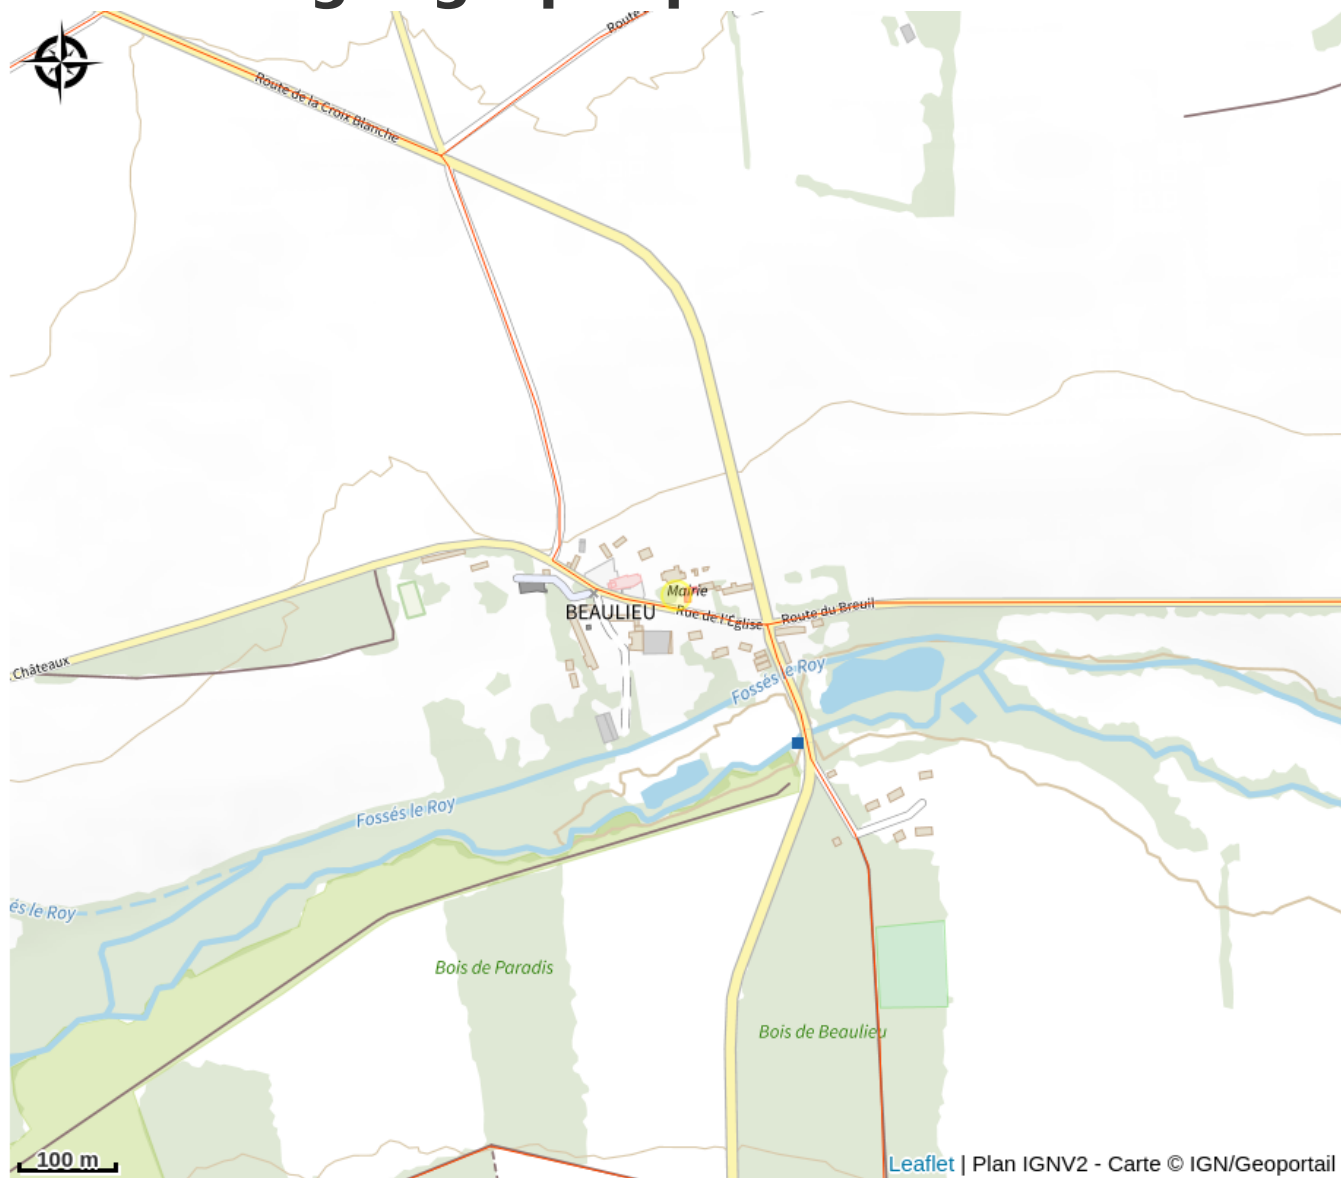 Route
Route de la Croix Blanche
Mairie
BEAULIEU
Rue de l'Église
Route du Breuil
Châteaux
Fossés le Roy
Fossés le Roy
és le Roy
Bois de Paradis
Bois de Beaulieu
100 m
Leaflet | Plan IGNV2 - Carte © IGN/Geoportail